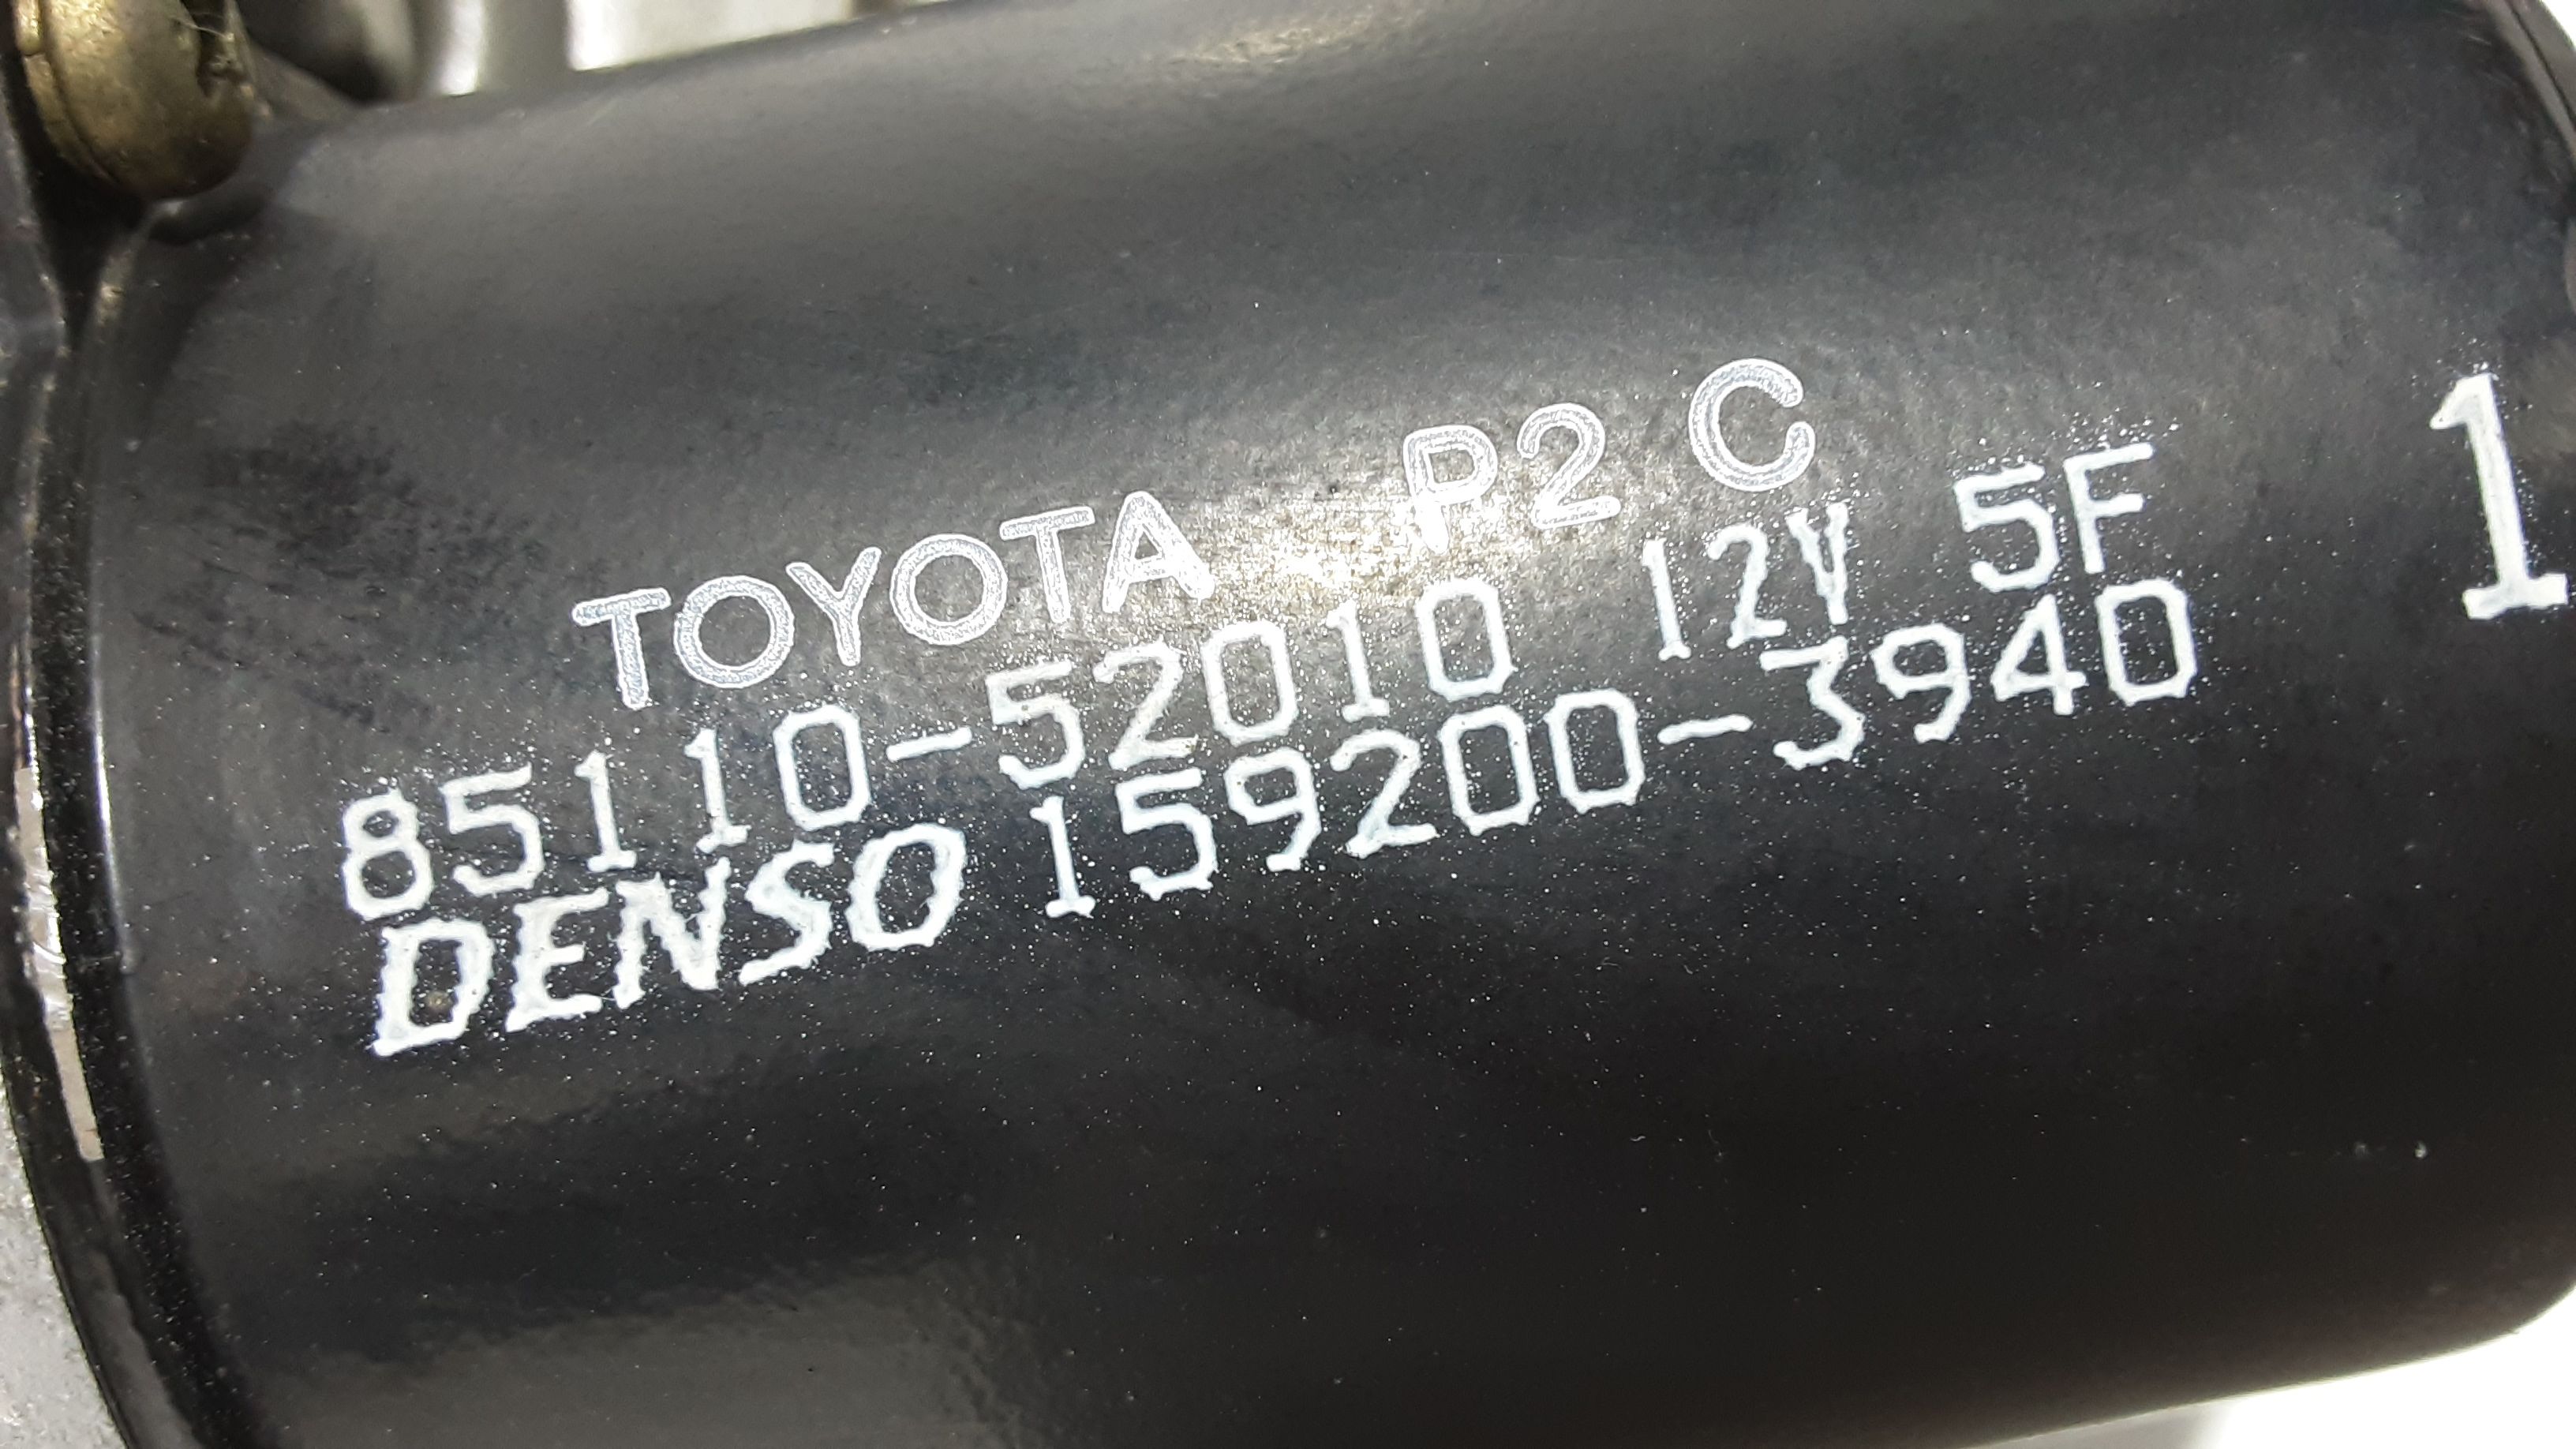 TOYOTA P2 C
85110-52010 12V 5F
DENSO 159200-3940
1